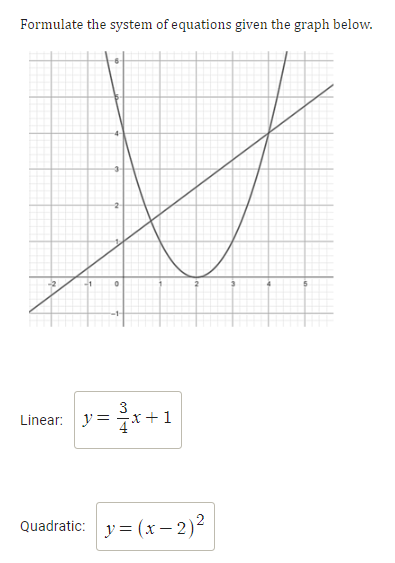 Formulate the system of equations given the graph below.
6
5
4
3
2
1
-2 -1 0 1 2 3 4 5
-1
Linear: y = 3/4 x + 1
Quadratic: y = (x − 2)²